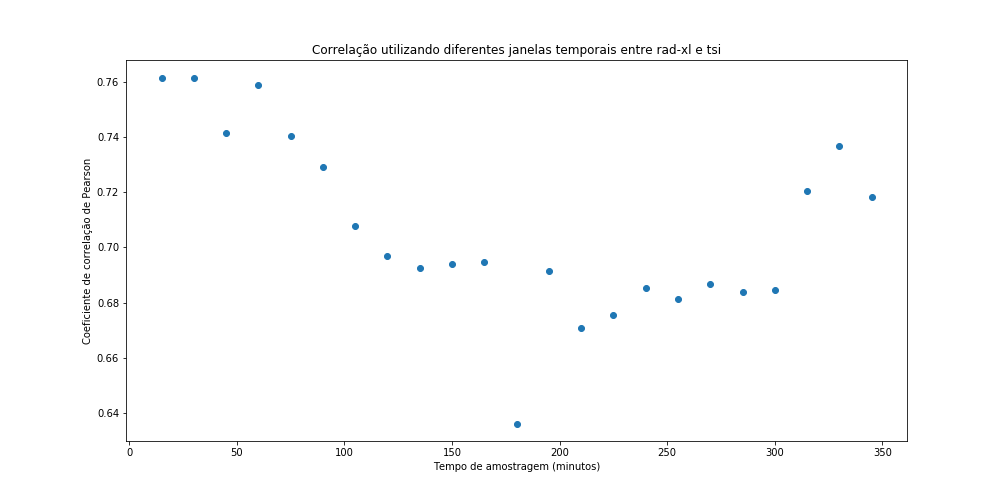 Correlação utilizando diferentes janelas temporais entre rad-xl e tsi
0.76
0.74
0.72
0.70
0.68
0.66
0.64
Coeficiente de correlação de Pearson
0 50 100 150 200 250 300 350
Tempo de amostragem (minutos)